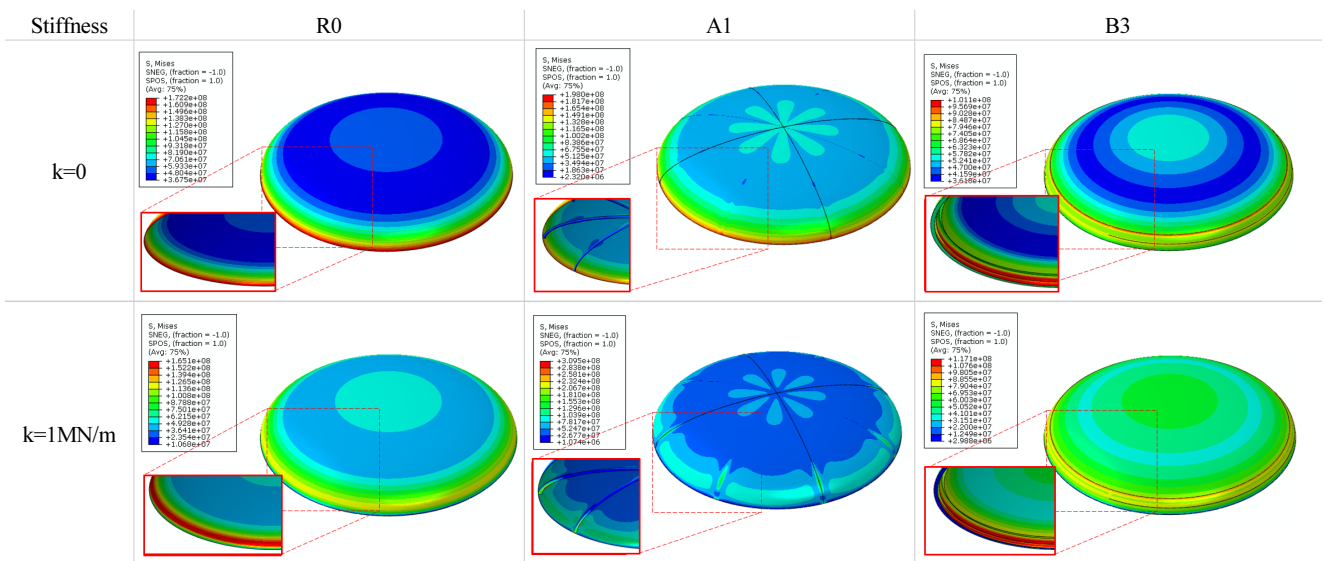 Stiffness
R0
A1
B3
k=0
S, Mises
SNEG, (fraction = -1.0)
SPOS, (fraction = 1.0)
(Avg: 75%)
+1.722e+08
+1.609e+08
+1.496e+08
+1.383e+08
+1.270e+08
+1.158e+08
+1.045e+08
+9.318e+07
+8.190e+07
+7.061e+07
+5.933e+07
+4.804e+07
+3.675e+07
S, Mises
SNEG, (fraction = -1.0)
SPOS, (fraction = 1.0)
(Avg: 75%)
+1.980e+08
+1.817e+08
+1.654e+08
+1.491e+08
+1.328e+08
+1.165e+08
+1.002e+08
+8.386e+07
+6.755e+07
+5.125e+07
+3.494e+07
+1.863e+07
+2.320e+06
S, Mises
SNEG, (fraction = -1.0)
SPOS, (fraction = 1.0)
(Avg: 75%)
+1.011e+08
+9.569e+07
+9.028e+07
+8.487e+07
+7.946e+07
+7.405e+07
+6.864e+07
+6.323e+07
+5.782e+07
+5.241e+07
+4.700e+07
+4.159e+07
+3.618e+07
k=1MN/m
S, Mises
SNEG, (fraction = -1.0)
SPOS, (fraction = 1.0)
(Avg: 75%)
+1.651e+08
+1.522e+08
+1.394e+08
+1.265e+08
+1.136e+08
+1.008e+08
+8.788e+07
+7.501e+07
+6.215e+07
+4.928e+07
+3.641e+07
+2.354e+07
+1.068e+07
S, Mises
SNEG, (fraction = -1.0)
SPOS, (fraction = 1.0)
(Avg: 75%)
+3.095e+08
+2.838e+08
+2.581e+08
+2.324e+08
+2.067e+08
+1.810e+08
+1.553e+08
+1.296e+08
+1.039e+08
+7.817e+07
+5.247e+07
+2.677e+07
+1.074e+06
S, Mises
SNEG, (fraction = -1.0)
SPOS, (fraction = 1.0)
(Avg: 75%)
+1.171e+08
+1.076e+08
+9.805e+07
+8.855e+07
+7.904e+07
+6.953e+07
+6.003e+07
+5.052e+07
+4.101e+07
+3.151e+07
+2.200e+07
+1.249e+07
+2.988e+06